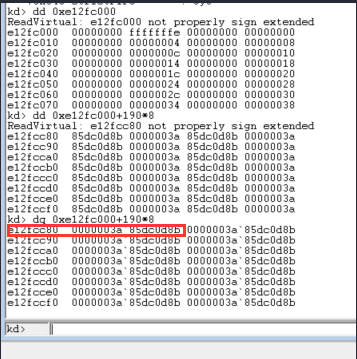 kd> dd 0xe12fc000
ReadVirtual: e12fc000 not properly sign extended
e12fc000  00000000 fffffffe 00000000 00000000
e12fc010  00000000 00000004 00000000 00000008
e12fc020  00000000 0000000c 00000000 00000010
e12fc030  00000000 00000014 00000000 00000018
e12fc040  00000000 0000001c 00000000 00000020
e12fc050  00000000 00000024 00000000 00000028
e12fc060  00000000 0000002c 00000000 00000030
e12fc070  00000000 00000034 00000000 00000038
kd> dd 0xe12fc000+190*8
ReadVirtual: e12fcc80 not properly sign extended
e12fcc80  85dc0d8b 0000003a 85dc0d8b 0000003a
e12fcc90  85dc0d8b 0000003a 85dc0d8b 0000003a
e12fcca0  85dc0d8b 0000003a 85dc0d8b 0000003a
e12fccb0  85dc0d8b 0000003a 85dc0d8b 0000003a
e12fccc0  85dc0d8b 0000003a 85dc0d8b 0000003a
e12fccd0  85dc0d8b 0000003a 85dc0d8b 0000003a
e12fcce0  85dc0d8b 0000003a 85dc0d8b 0000003a
e12fccf0  85dc0d8b 0000003a 85dc0d8b 0000003a
kd> dq 0xe12fc000+190*8
e12fcc80  0000003a`85dc0d8b 0000003a`85dc0d8b
e12fcc90  0000003a`85dc0d8b 0000003a`85dc0d8b
e12fcca0  0000003a`85dc0d8b 0000003a`85dc0d8b
e12fccb0  0000003a`85dc0d8b 0000003a`85dc0d8b
e12fccc0  0000003a`85dc0d8b 0000003a`85dc0d8b
e12fccd0  0000003a`85dc0d8b 0000003a`85dc0d8b
e12fcce0  0000003a`85dc0d8b 0000003a`85dc0d8b
e12fccf0  0000003a`85dc0d8b 0000003a`85dc0d8b
kd>